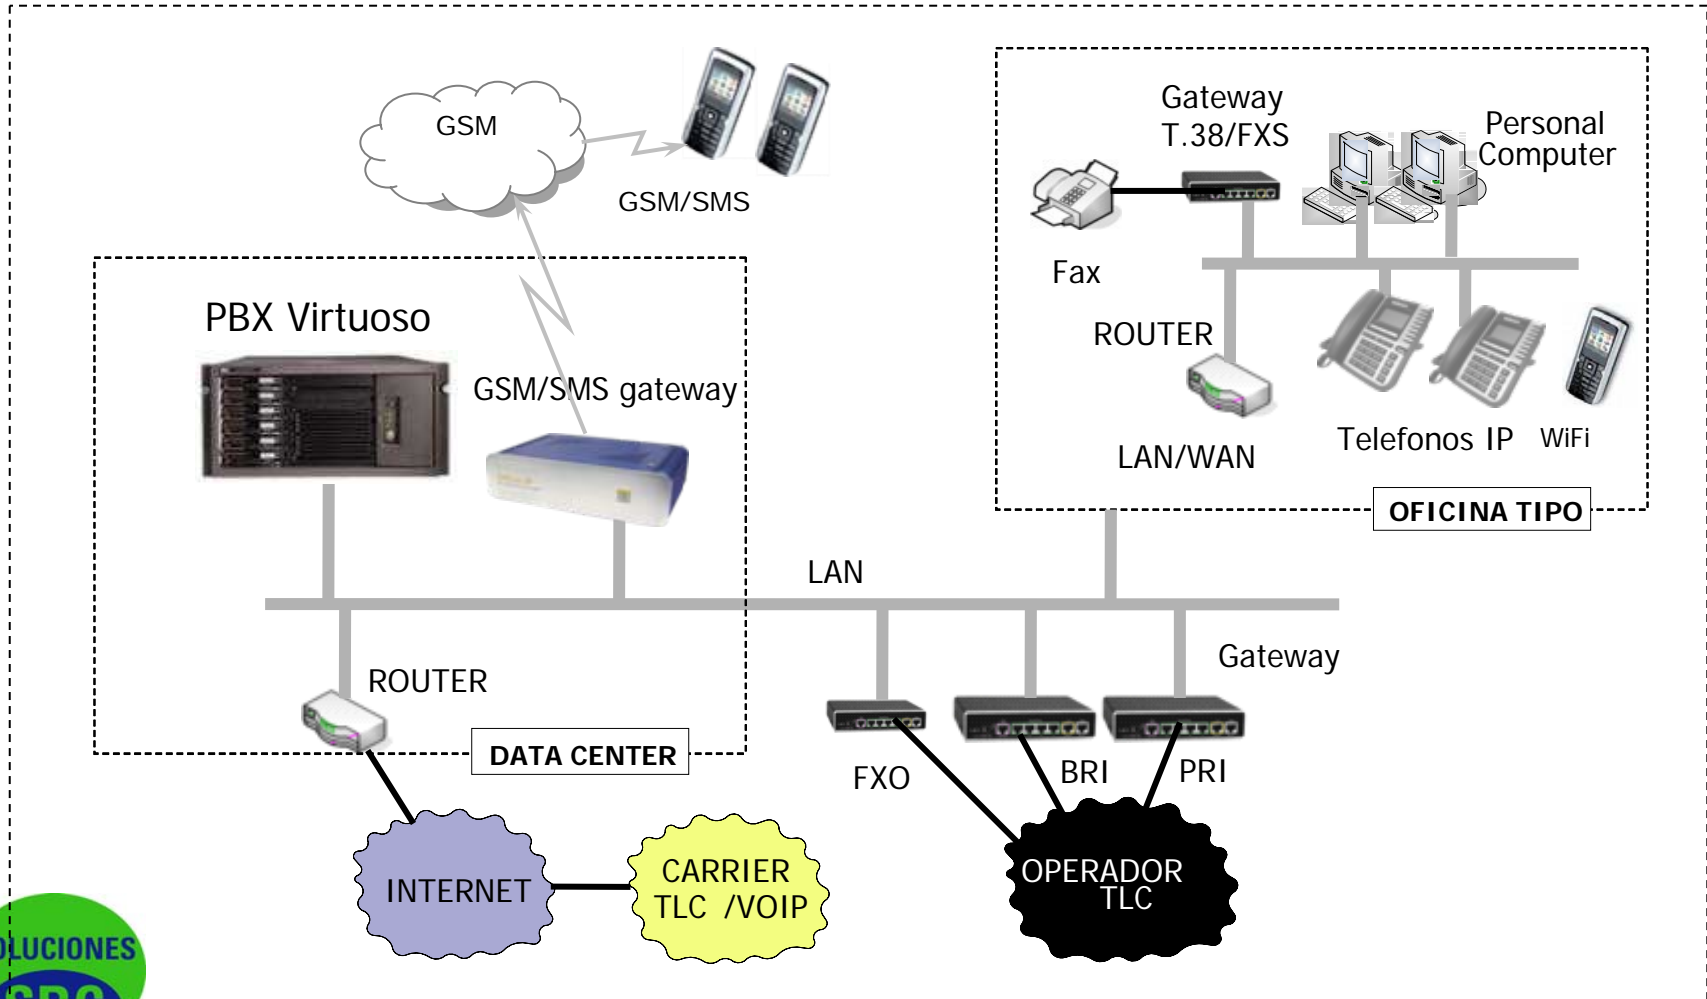 GSM
GSM/SMS
Gateway
T.38/FXS
Personal
Computer
Fax
ROUTER
LAN/WAN
Telefonos IP
WiFi
OFICINA TIPO
PBX Virtuoso
GSM/SMS gateway
LAN
ROUTER
DATA CENTER
Gateway
FXO
BRI
PRI
INTERNET
CARRIER
TLC /VOIP
OPERADOR
TLC
OLUCIONES